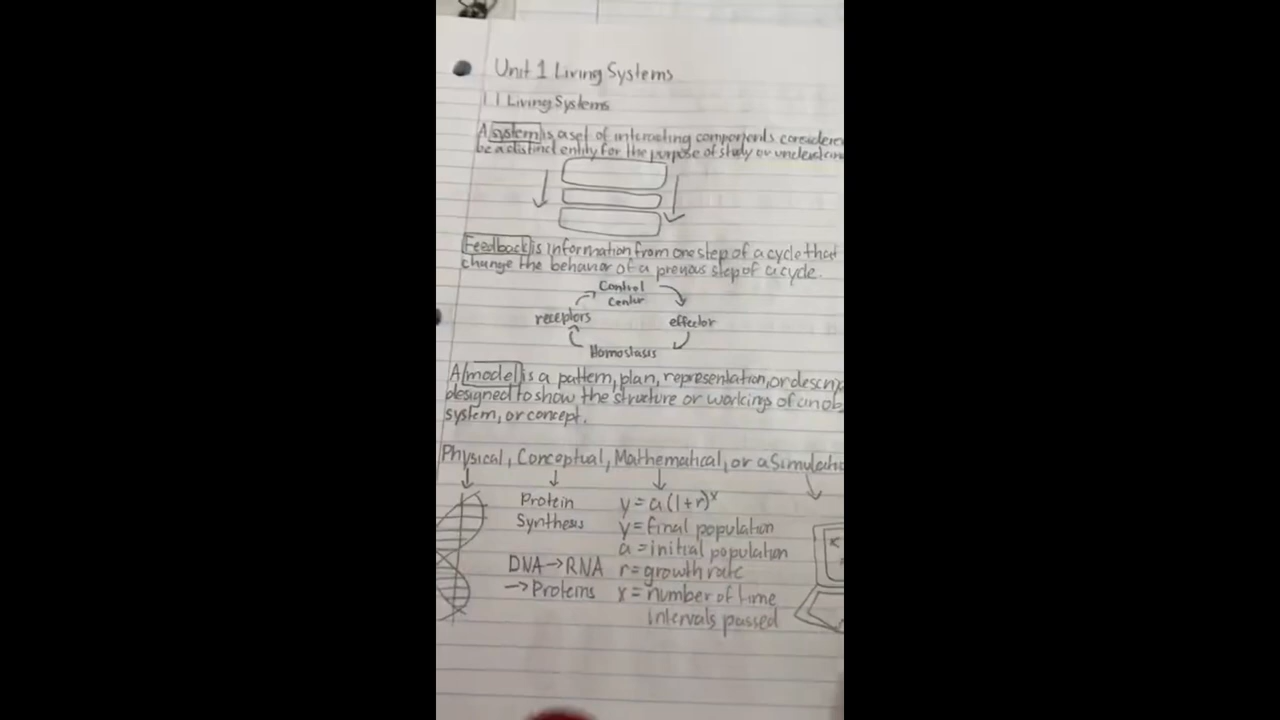 Unit 1 Living Systems
1.1 Living Systems
A system is a set of interacting components considere
be a distinct entity for the purpose of study or understan
Feedback is information from one step of a cycle that
change the behavior of a previous step of a cycle.
Control
Center
receptors
effector
Homostasis
A model is a pattern, plan, representation, or descrip
designed to show the structure or workings of an ob
system, or concept.
Physical, Conceptual, Mathematical, or a Simulatio
Protein
Synthesis
DNA→RNA
→Proteins
y=a(1+r)^x
y=final population
a=initial population
r=growth rate
x=number of time
intervals passed